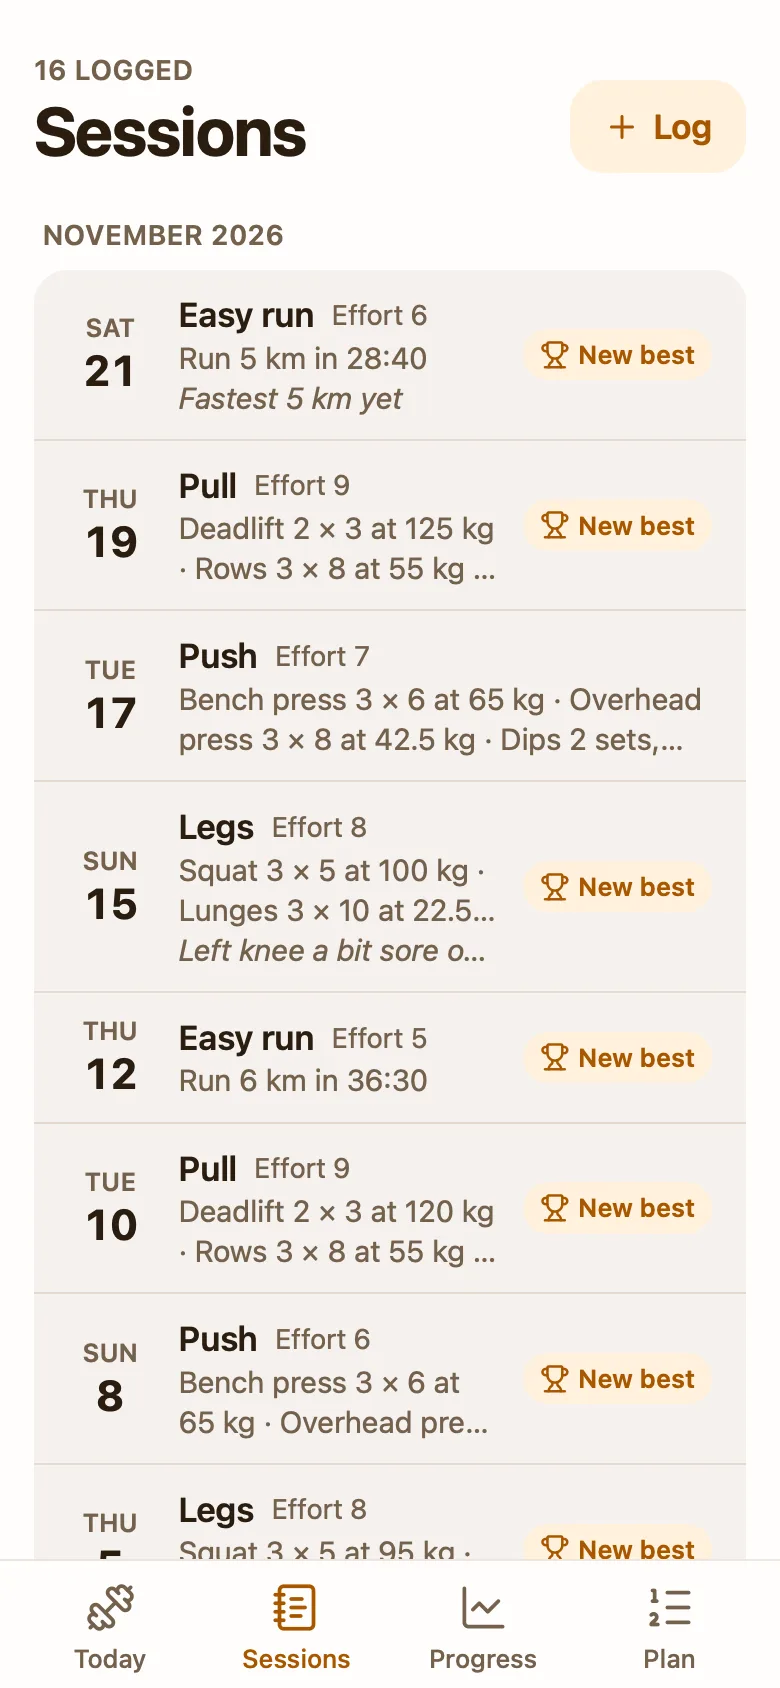 16 LOGGED
Sessions
+ Log
NOVEMBER 2026
SAT
21
Easy run Effort 6
Run 5 km in 28:40
Fastest 5 km yet
New best
THU
19
Pull Effort 9
Deadlift 2 × 3 at 125 kg
· Rows 3 × 8 at 55 kg ...
New best
TUE
17
Push Effort 7
Bench press 3 × 6 at 65 kg · Overhead
press 3 × 8 at 42.5 kg · Dips 2 sets,...
SUN
15
Legs Effort 8
Squat 3 × 5 at 100 kg ·
Lunges 3 × 10 at 22.5...
Left knee a bit sore o...
New best
THU
12
Easy run Effort 5
Run 6 km in 36:30
New best
TUE
10
Pull Effort 9
Deadlift 2 × 3 at 120 kg
· Rows 3 × 8 at 55 kg ...
New best
SUN
8
Push Effort 6
Bench press 3 × 6 at
65 kg · Overhead pre...
New best
THU
Legs Effort 8
Squat 3 × 5 at 95 kg ·
New best
Today
Sessions
Progress
Plan